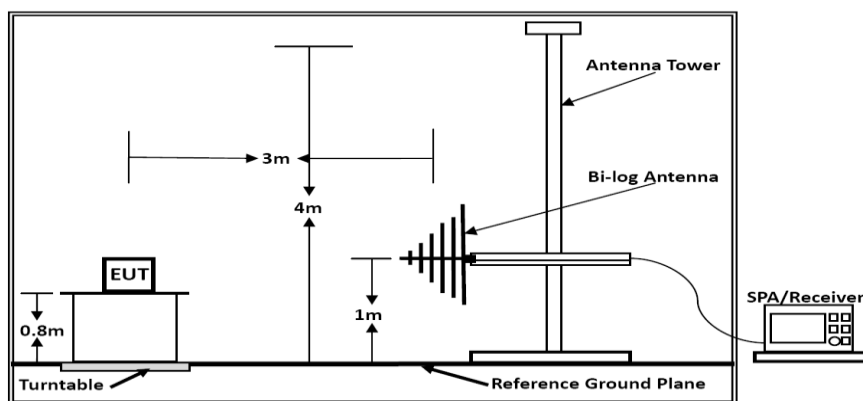 Antenna Tower
3m
Bi-log Antenna
4m
EUT
SPA/Receiver
0.8m
1m
Turntable
Reference Ground Plane